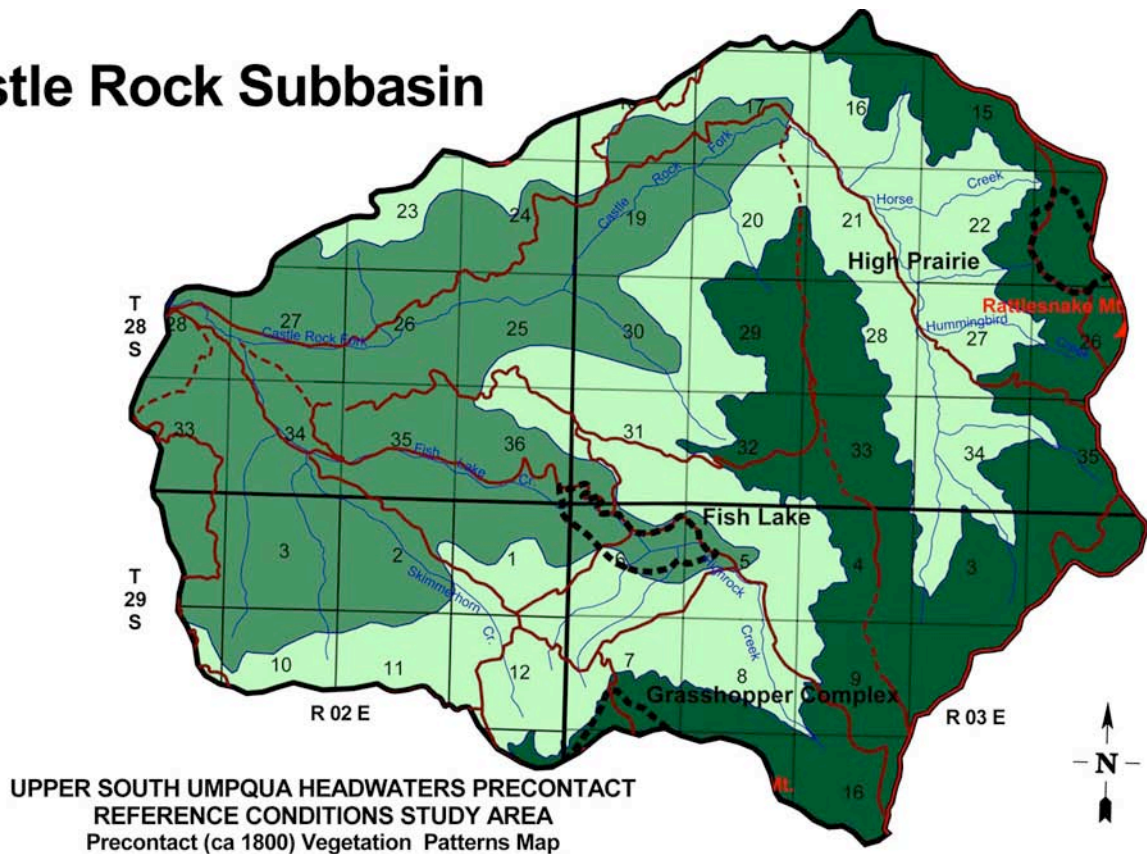 stle Rock Subbasin
17
16
15
Fork
Rock
Castle
Creek
Horse
23
24
19
20
21
22
High Prairie
Rattlesnake Mt.
T
28
S
28
27
26
25
30
29
28
Hummingbird
27
Creek
26
Castle Rock Fork
33
34
35
36
31
32
33
34
35
Fish Lake Cr.
Fish Lake
3
2
1
6
5
4
3
T
29
S
Skimmerhorn
Cr.
Highrock
Creek
10
11
12
7
8
9
Grasshopper Complex
R 02 E
R 03 E
N
Mt.
16
UPPER SOUTH UMPQUA HEADWATERS PRECONTACT
REFERENCE CONDITIONS STUDY AREA
Precontact (ca 1800) Vegetation Patterns Map